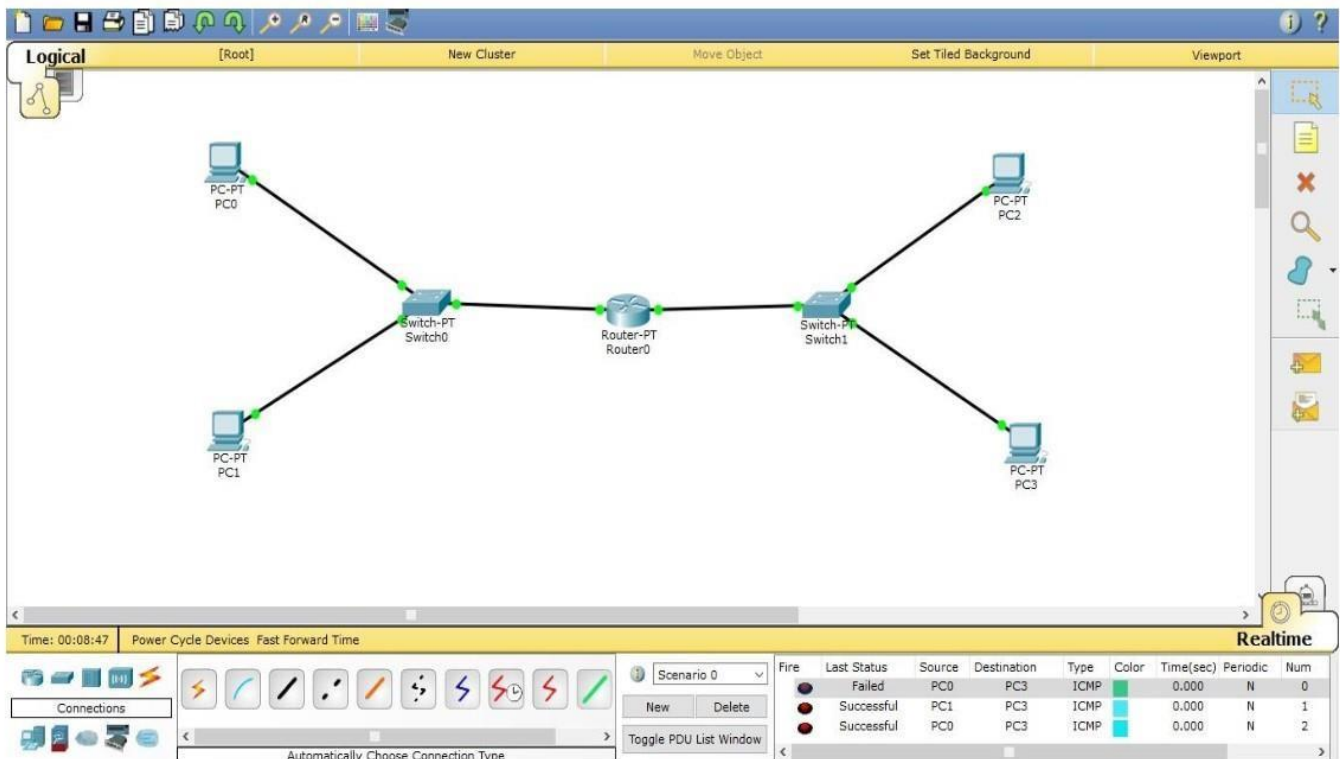 Logical
[Root]
New Cluster
Move Object
Set Tiled Background
Viewport
PC-PT
PC0
PC-PT
PC2
Switch-PT
Switch0
Router-PT
Router0
Switch-PT
Switch1
PC-PT
PC1
PC-PT
PC3
Time: 00:08:47 Power Cycle Devices Fast Forward Time
Realtime
Connections
Automatically Choose Connection Type
Scenario 0
New Delete
Toggle PDU List Window
Fire Last Status Source Destination Type Color Time(sec) Periodic Num
Failed PC0 PC3 ICMP 0.000 N 0
Successful PC1 PC3 ICMP 0.000 N 1
Successful PC0 PC3 ICMP 0.000 N 2